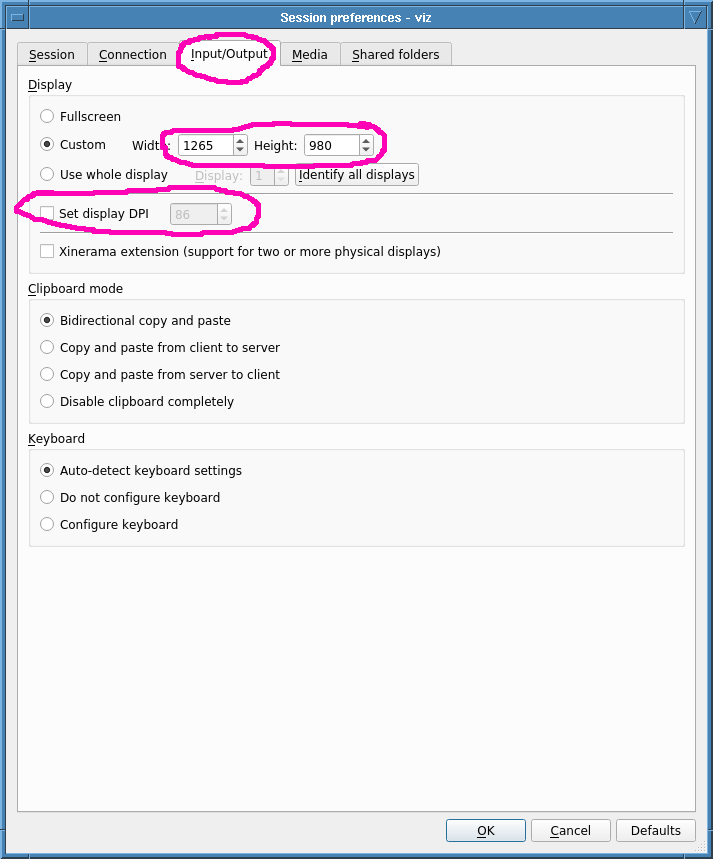 Session preferences - viz
Session Connection Input/Output Media Shared folders
Display
Fullscreen
Custom Width: 1265 Height: 980
Use whole display Display: 1 Identify all displays
Set display DPI 86
Xinerama extension (support for two or more physical displays)
Clipboard mode
Bidirectional copy and paste
Copy and paste from client to server
Copy and paste from server to client
Disable clipboard completely
Keyboard
Auto-detect keyboard settings
Do not configure keyboard
Configure keyboard
OK Cancel Defaults